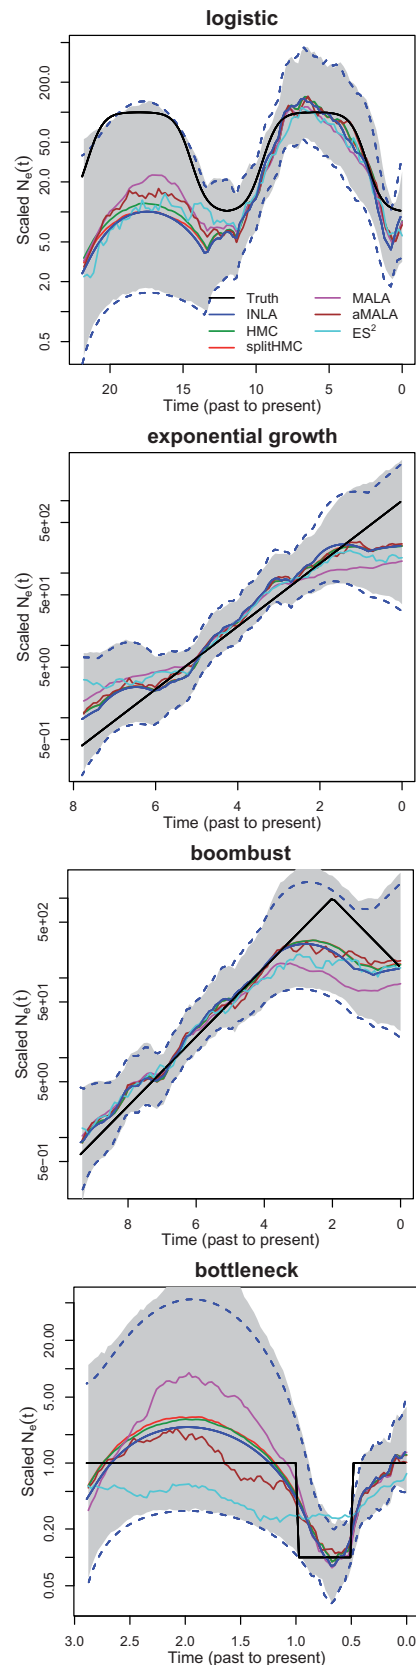 logistic
Scaled Nₑ(t)
200.0
50.0
20.0
5.0
2.0
0.5
Truth
INLA
HMC
splitHMC
MALA
aMALA
ES²
20 15 10 5 0
Time (past to present)
exponential growth
Scaled Nₑ(t)
5e+02
5e+01
5e+00
5e−01
8 6 4 2 0
Time (past to present)
boombust
Scaled Nₑ(t)
5e+02
5e+01
5e+00
5e−01
8 6 4 2 0
Time (past to present)
bottleneck
Scaled Nₑ(t)
20.00
5.00
1.00
0.20
0.05
3.0 2.5 2.0 1.5 1.0 0.5 0.0
Time (past to present)